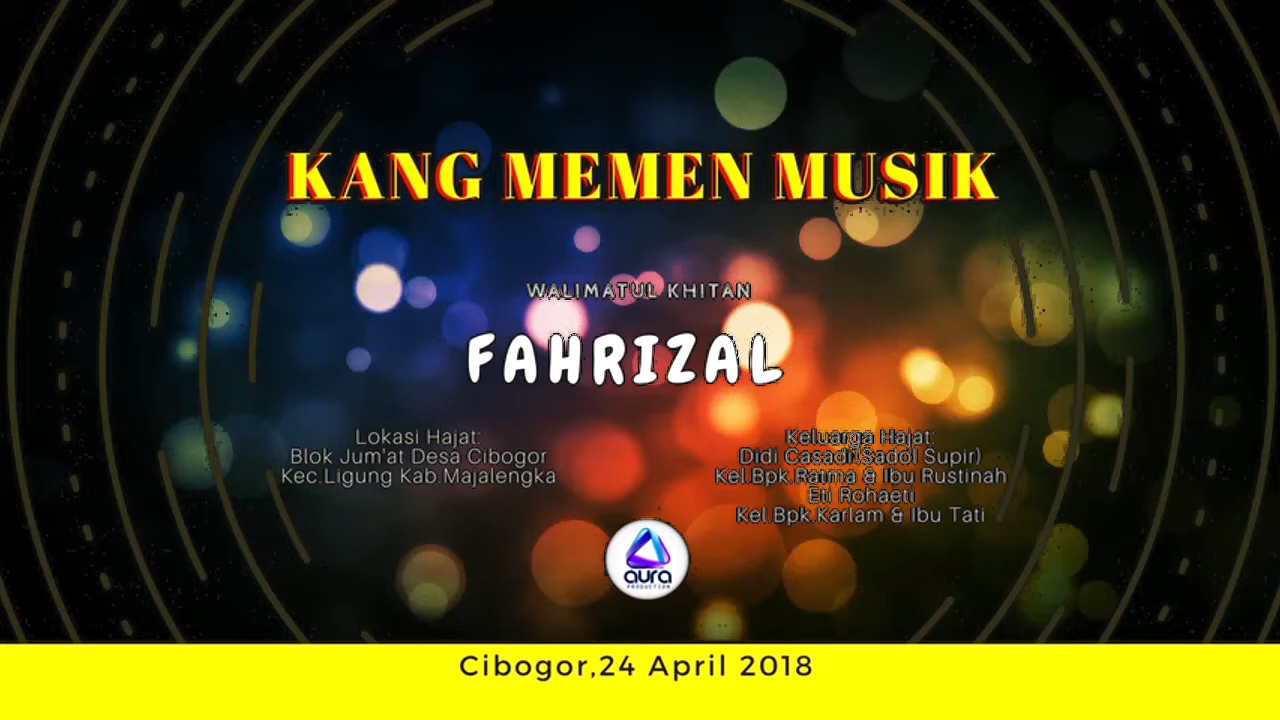 KANG MEMEN MUSIK
WALIMATUL KHITAN
FAHRIZAL
Lokasi Hajat:
Blok Jum'at Desa Cibogor
Kec.Ligung Kab.Majalengka
Keluarga Hajat:
Didi Casadi(Sadol Supir)
Kel.Bpk.Ratma & Ibu Rustinah
Eti Rohaeti
Kel.Bpk.Karlam & Ibu Tati
aura
PRODUCTION
Cibogor,24 April 2018